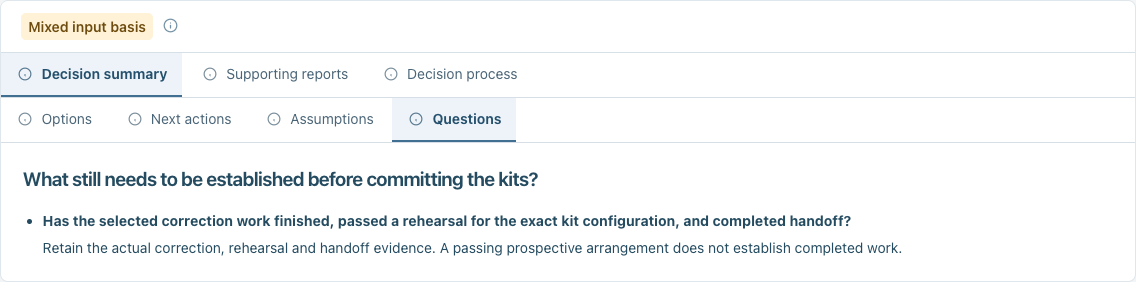 Mixed input basis
Decision summary
Supporting reports
Decision process
Options
Next actions
Assumptions
Questions
What still needs to be established before committing the kits?
Has the selected correction work finished, passed a rehearsal for the exact kit configuration, and completed handoff?
Retain the actual correction, rehearsal and handoff evidence. A passing prospective arrangement does not establish completed work.